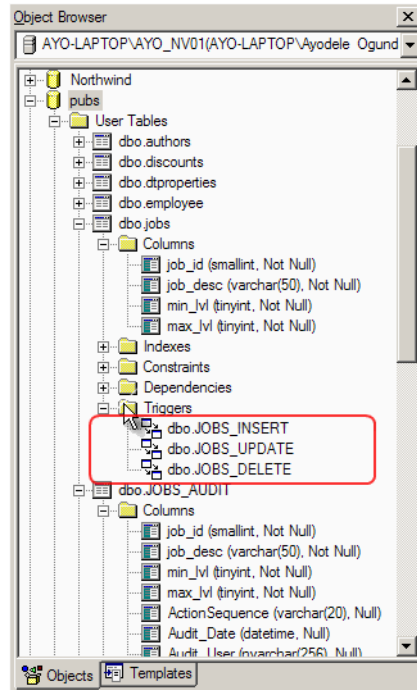 Object Browser
AYO-LAPTOP\AYO_NV01(AYO-LAPTOP\Ayodele Ogund
Northwind
pubs
User Tables
dbo.authors
dbo.discounts
dbo.dtproperties
dbo.employee
dbo.jobs
Columns
job_id (smallint, Not Null)
job_desc (varchar(50), Not Null)
min_lvl (tinyint, Not Null)
max_lvl (tinyint, Not Null)
Indexes
Constraints
Dependencies
Triggers
dbo.JOBS_INSERT
dbo.JOBS_UPDATE
dbo.JOBS_DELETE
dbo.JOBS_AUDIT
Columns
job_id (smallint, Not Null)
job_desc (varchar(50), Not Null)
min_lvl (tinyint, Not Null)
max_lvl (tinyint, Not Null)
ActionSequence (varchar(20), Null)
Audit_Date (datetime, Null)
Audit_User (nvarchar(256), Null)
Objects Templates